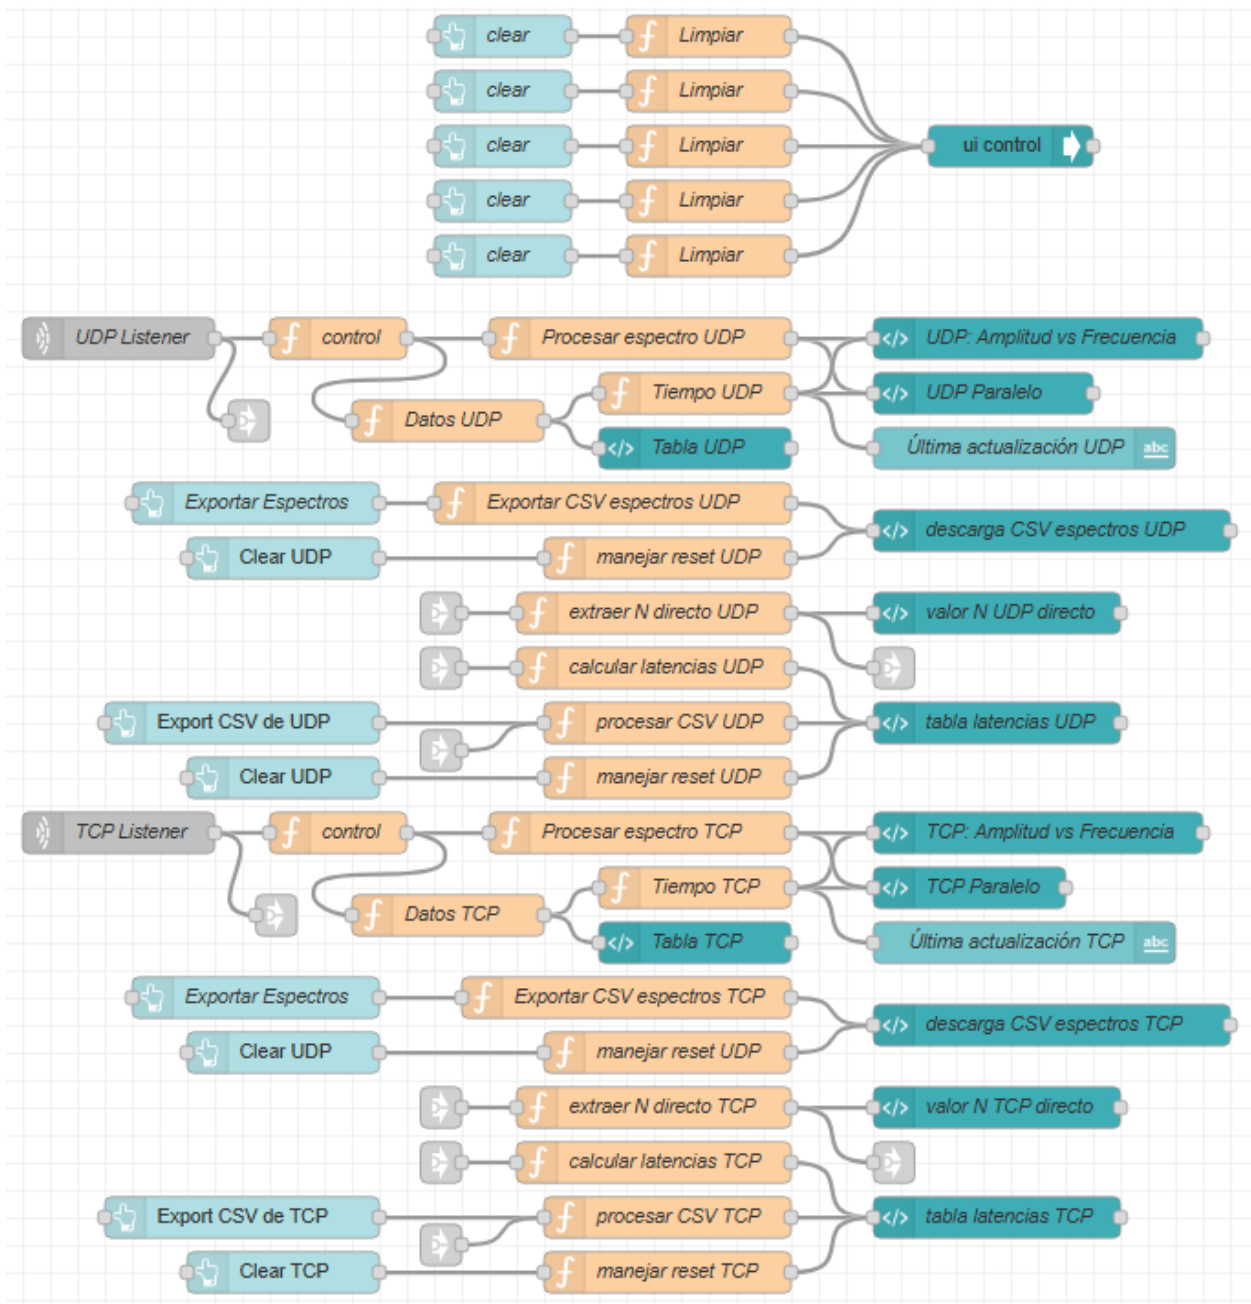 clear Limpiar
clear Limpiar
clear Limpiar ui control
clear Limpiar
clear Limpiar
UDP Listener control Procesar espectro UDP UDP: Amplitud vs Frecuencia
Tiempo UDP UDP Paralelo
Datos UDP
Tabla UDP Última actualización UDP abc
Exportar Espectros Exportar CSV espectros UDP
descarga CSV espectros UDP
Clear UDP manejar reset UDP
extraer N directo UDP valor N UDP directo
calcular latencias UDP
Export CSV de UDP procesar CSV UDP tabla latencias UDP
Clear UDP manejar reset UDP
TCP Listener control Procesar espectro TCP TCP: Amplitud vs Frecuencia
Tiempo TCP TCP Paralelo
Datos TCP
Tabla TCP Última actualización TCP abc
Exportar Espectros Exportar CSV espectros TCP
descarga CSV espectros TCP
Clear UDP manejar reset UDP
extraer N directo TCP valor N TCP directo
calcular latencias TCP
Export CSV de TCP procesar CSV TCP tabla latencias TCP
Clear TCP manejar reset TCP